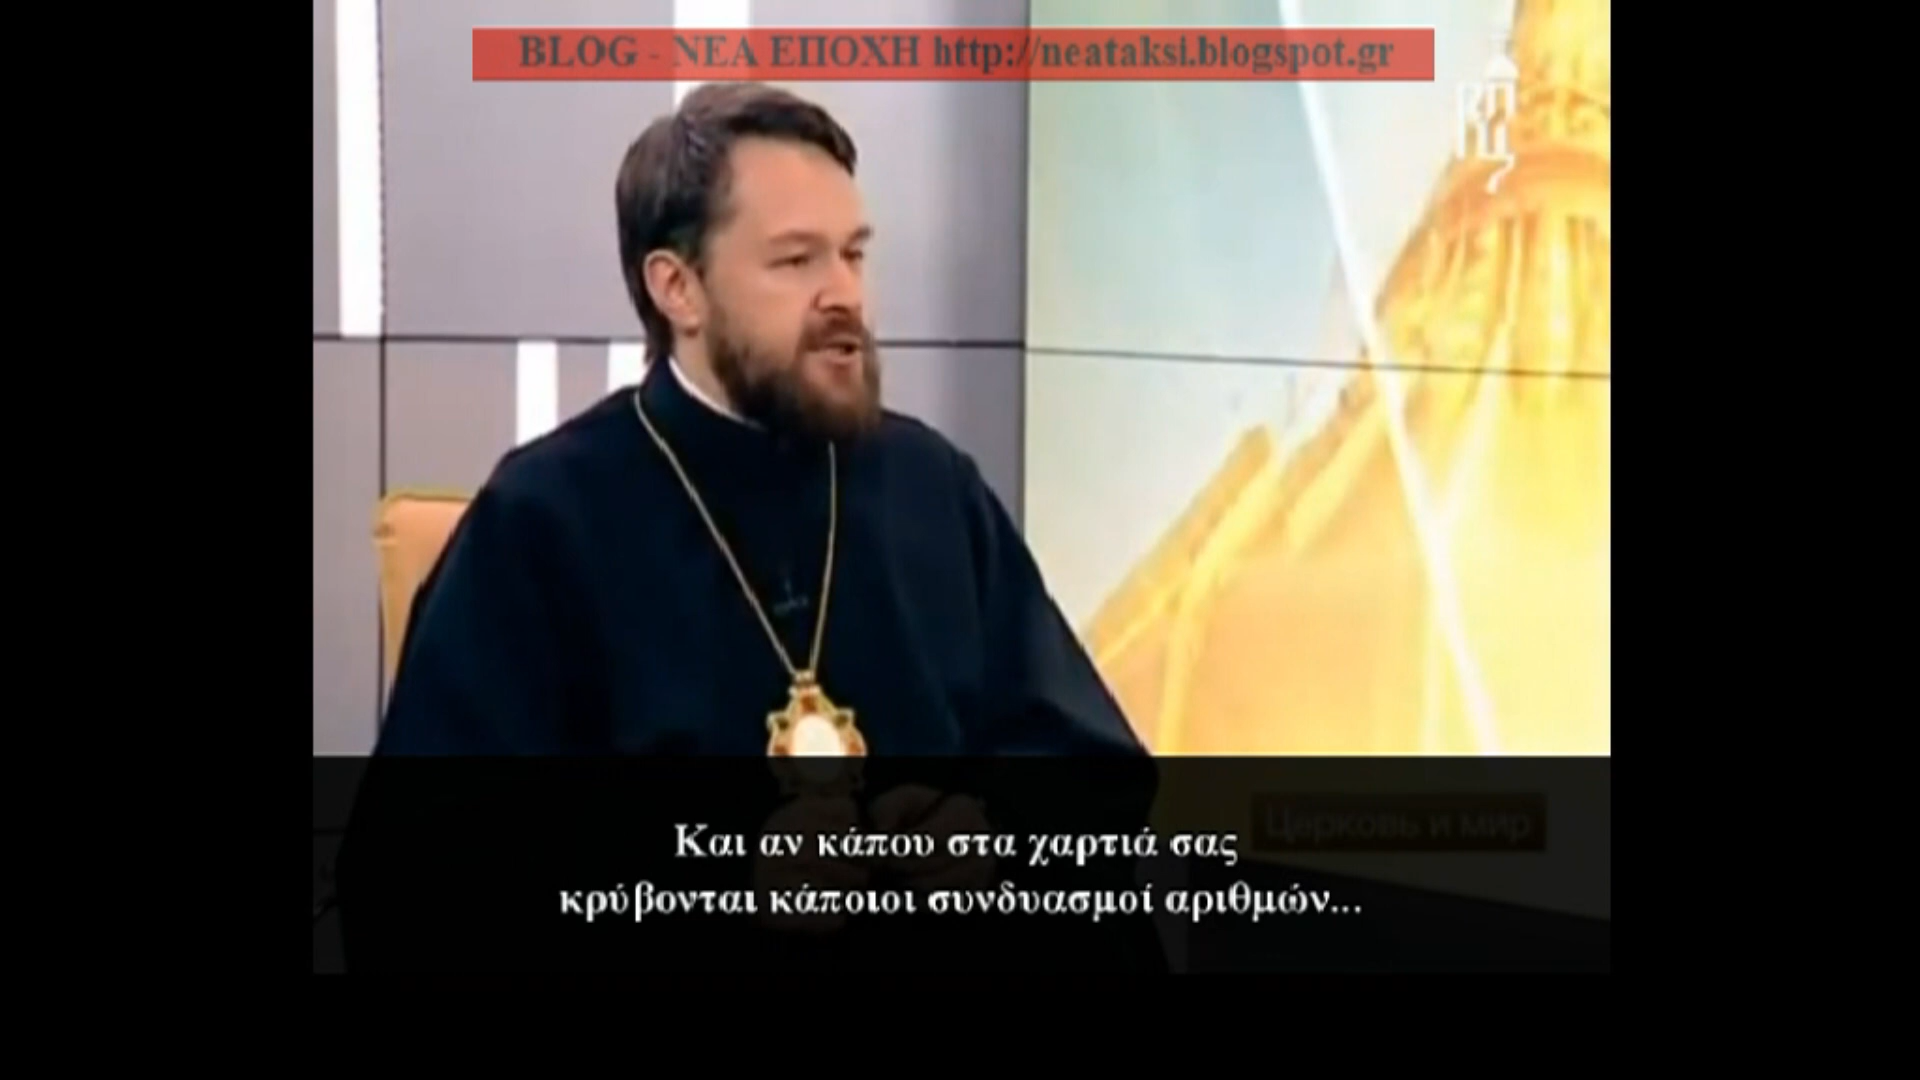 BLOG - ΝΕΑ ΕΠΟΧΗ http://neataksi.blogspot.gr
Церковь и мир
Και αν κάπου στα χαρτιά σας
κρύβονται κάποιοι συνδυασμοί αριθμών...